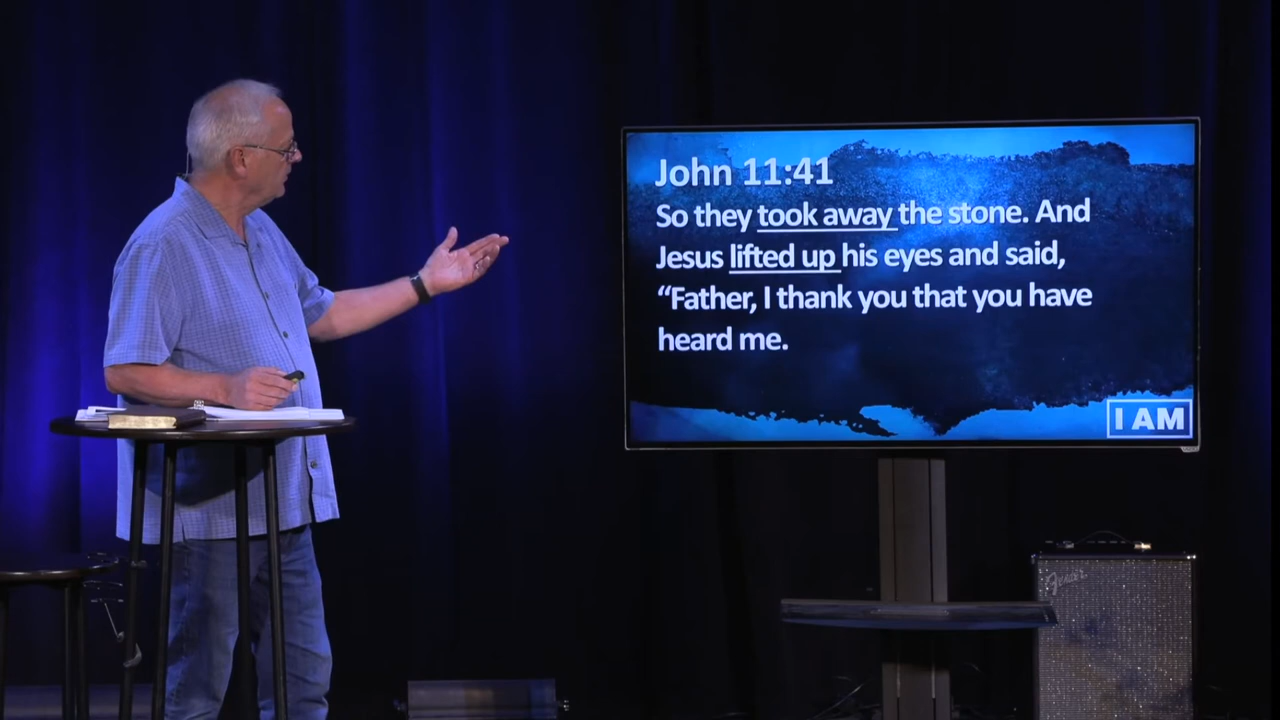 John 11:41
So they took away the stone. And
Jesus lifted up his eyes and said,
“Father, I thank you that you have
heard me.
I AM
Fender